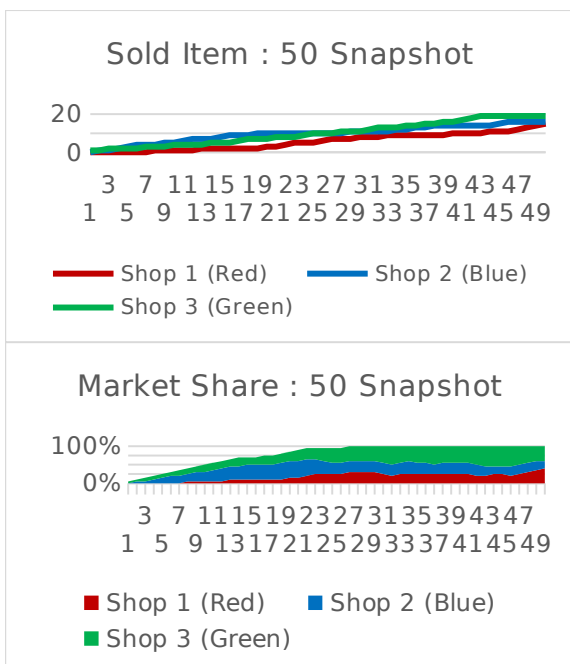 Sold Item : 50 Snapshot
20
0
3 7 11 15 19 23 27 31 35 39 43 47
1 5 9 13 17 21 25 29 33 37 41 45 49
Shop 1 (Red) Shop 2 (Blue)
Shop 3 (Green)
Market Share : 50 Snapshot
100%
0%
3 7 11 15 19 23 27 31 35 39 43 47
1 5 9 13 17 21 25 29 33 37 41 45 49
Shop 1 (Red) Shop 2 (Blue)
Shop 3 (Green)